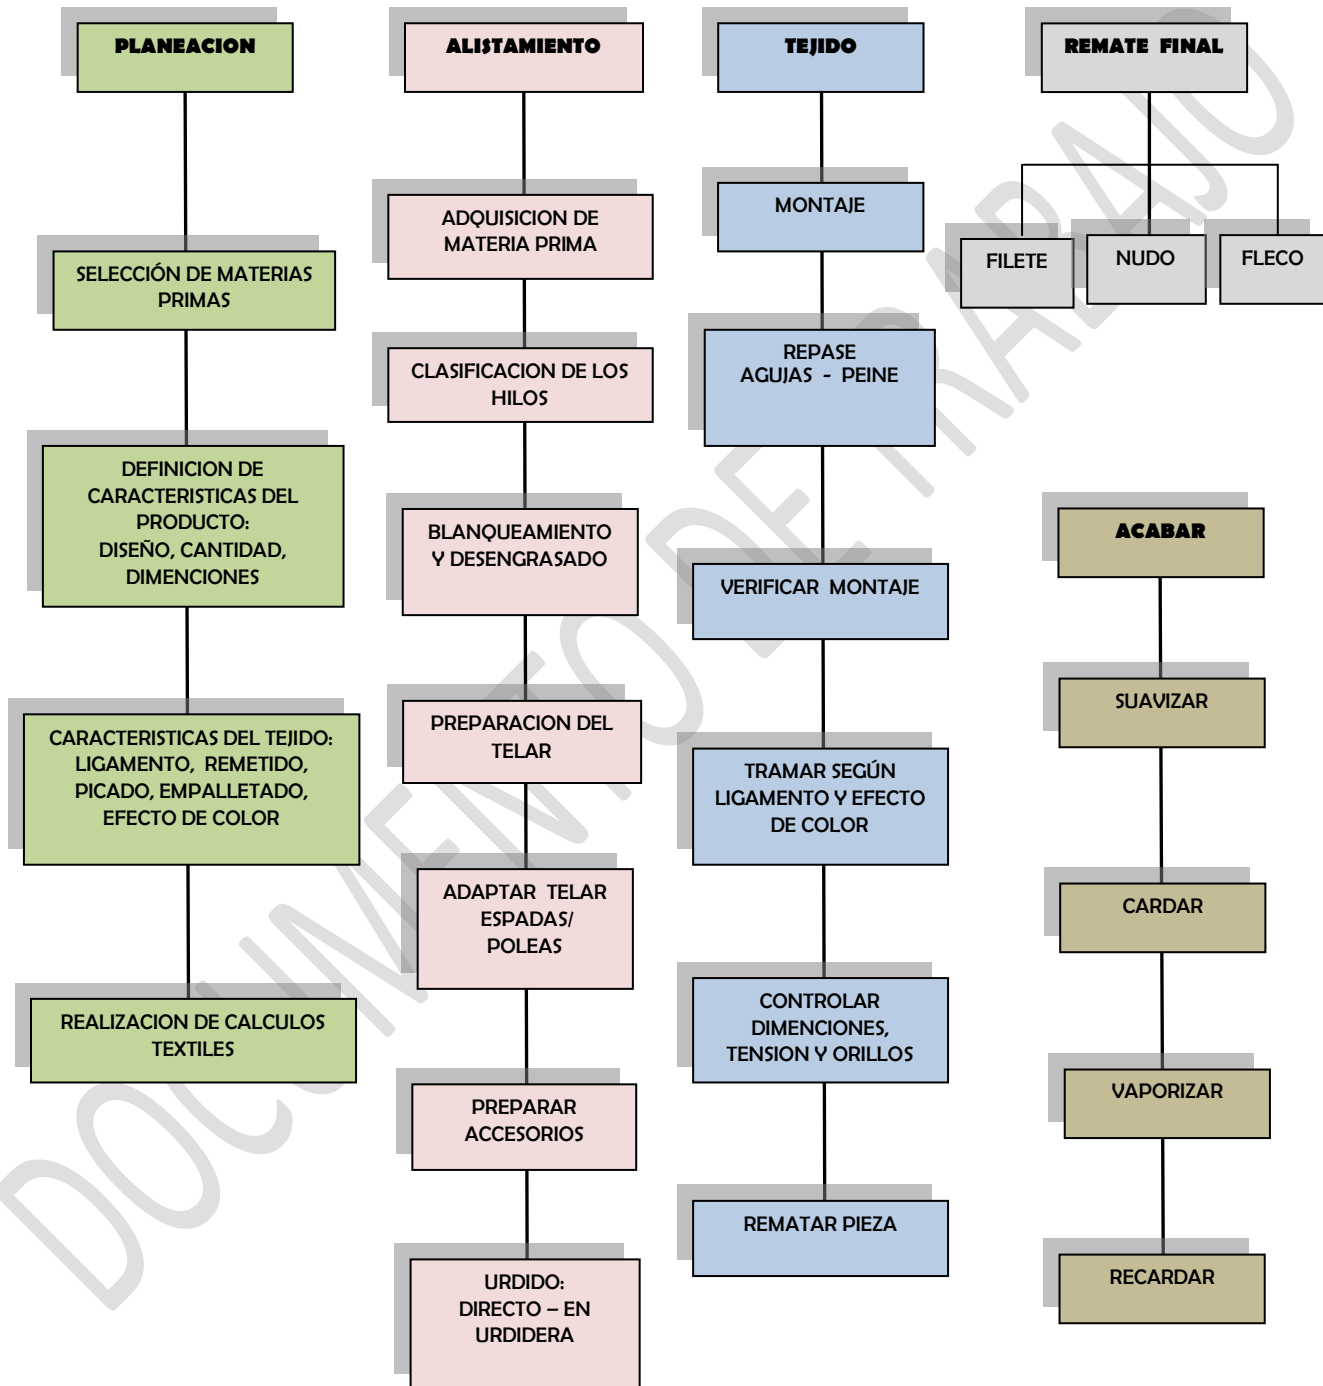 PLANEACION
SELECCIÓN DE MATERIAS
PRIMAS
DEFINICION DE
CARACTERISTICAS DEL
PRODUCTO:
DISEÑO, CANTIDAD,
DIMENCIONES
CARACTERISTICAS DEL TEJIDO:
LIGAMENTO, REMETIDO,
PICADO, EMPALLETADO,
EFECTO DE COLOR
REALIZACION DE CALCULOS
TEXTILES
ALISTAMIENTO
ADQUISICION DE
MATERIA PRIMA
CLASIFICACION DE LOS
HILOS
BLANQUEAMIENTO
Y DESENGRASADO
PREPARACION DEL
TELAR
ADAPTAR TELAR
ESPADAS/
POLEAS
PREPARAR
ACCESORIOS
URDIDO:
DIRECTO – EN
URDIDERA
TEJIDO
MONTAJE
REPASE
AGUJAS - PEINE
VERIFICAR MONTAJE
TRAMAR SEGÚN
LIGAMENTO Y EFECTO
DE COLOR
CONTROLAR
DIMENCIONES,
TENSION Y ORILLOS
REMATAR PIEZA
REMATE FINAL
FILETE
NUDO
FLECO
ACABAR
SUAVIZAR
CARDAR
VAPORIZAR
RECARDAR
DOCUMENTO DE TRABAJO